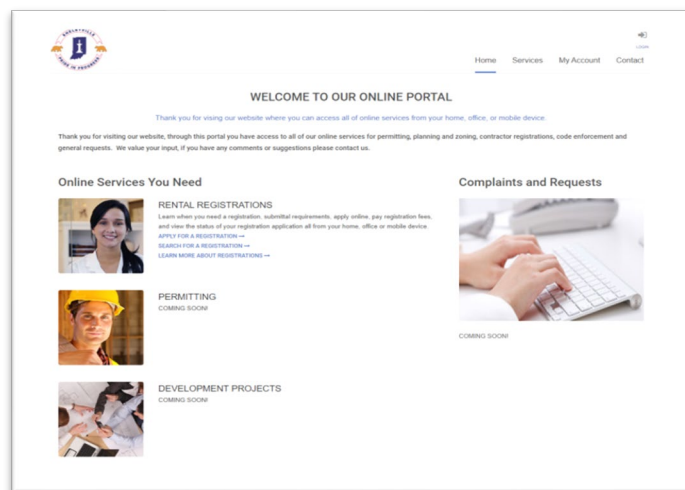 SHELBYVILLE
PRIDE IN PROGRESS
LOGIN
Home Services My Account Contact
WELCOME TO OUR ONLINE PORTAL
Thank you for vising our website where you can access all of online services from your home, office, or mobile device.
Thank you for visiting our website, through this portal you have access to all of our online services for permitting, planning and zoning, contractor registrations, code enforcement and
general requests. We value your input, if you have any comments or suggestions please contact us.
Online Services You Need
RENTAL REGISTRATIONS
Learn when you need a registration, submittal requirements, apply online, pay registration fees,
and view the status of your registration application all from your home, office or mobile device.
APPLY FOR A REGISTRATION →
SEARCH FOR A REGISTRATION →
LEARN MORE ABOUT REGISTRATIONS →
PERMITTING
COMING SOON!
DEVELOPMENT PROJECTS
COMING SOON!
Complaints and Requests
COMING SOON!